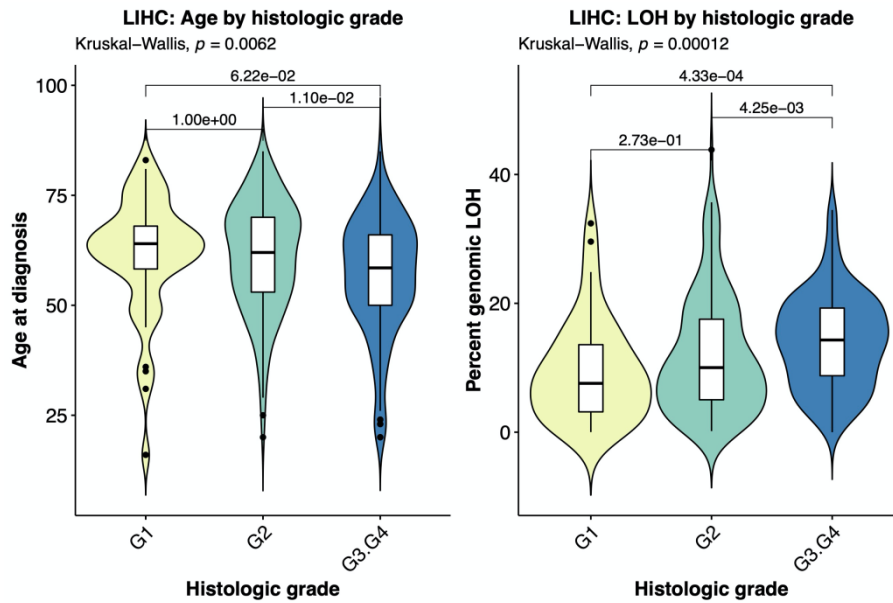 LIHC: Age by histologic grade
Kruskal−Wallis, p = 0.0062
100
75
50
25
Age at diagnosis
6.22e−02
1.10e−02
1.00e+00
G1
G2
G3.G4
Histologic grade
LIHC: LOH by histologic grade
Kruskal−Wallis, p = 0.00012
40
20
0
Percent genomic LOH
4.33e−04
4.25e−03
2.73e−01
G1
G2
G3.G4
Histologic grade